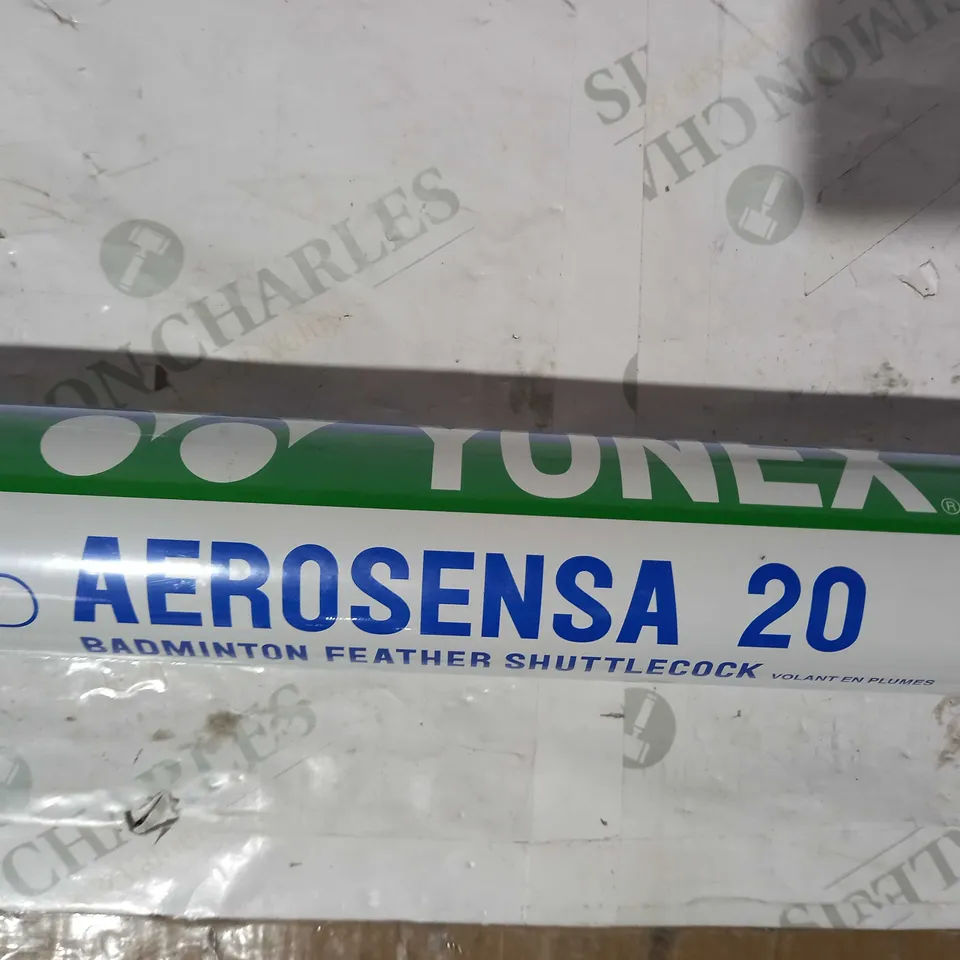 YONEX®
AEROSENSA 20
BADMINTON FEATHER SHUTTLECOCK VOLANT EN PLUMES